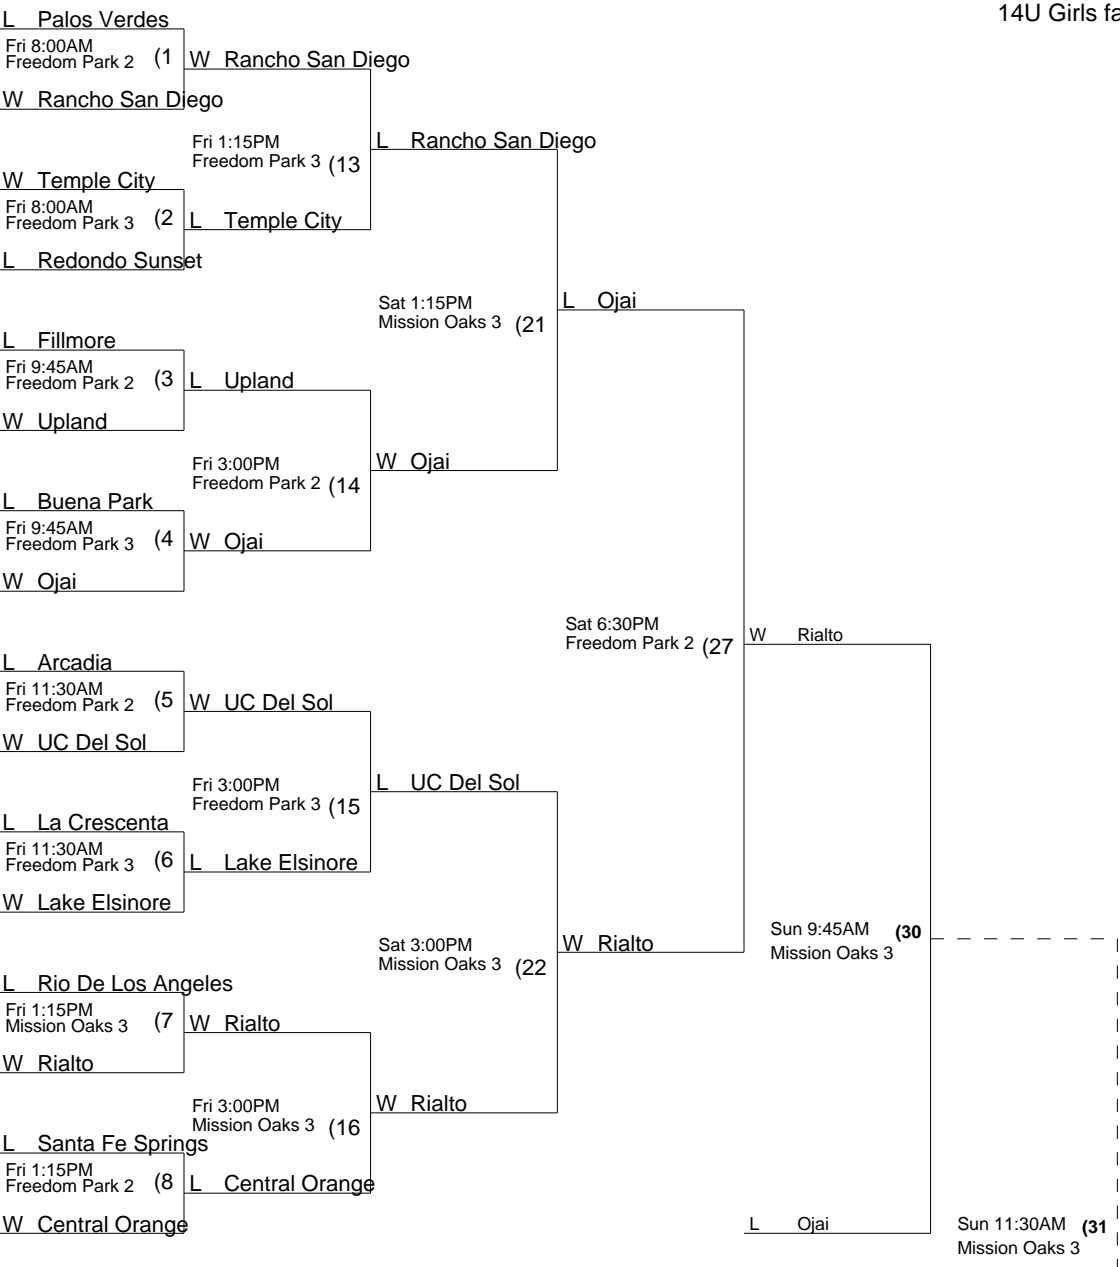 14U Girls fa
L Palos Verdes
Fri 8:00AM
Freedom Park 2 (1
W Rancho San Diego
W Rancho San Diego
Fri 1:15PM
Freedom Park 3 (13
L Rancho San Diego
W Temple City
Fri 8:00AM
Freedom Park 3 (2
L Temple City
L Redondo Sunset
Sat 1:15PM
Mission Oaks 3 (21
L Ojai
L Fillmore
Fri 9:45AM
Freedom Park 2 (3
L Upland
W Upland
Fri 3:00PM
Freedom Park 2 (14
W Ojai
L Buena Park
Fri 9:45AM
Freedom Park 3 (4
W Ojai
W Ojai
Sat 6:30PM
Freedom Park 2 (27
W Rialto
L Arcadia
Fri 11:30AM
Freedom Park 2 (5
W UC Del Sol
W UC Del Sol
Fri 3:00PM
Freedom Park 3 (15
L UC Del Sol
L La Crescenta
Fri 11:30AM
Freedom Park 3 (6
L Lake Elsinore
W Lake Elsinore
Sat 3:00PM
Mission Oaks 3 (22
W Rialto
Sun 9:45AM (30
Mission Oaks 3
L Rio De Los Angeles
Fri 1:15PM
Mission Oaks 3 (7
W Rialto
W Rialto
Fri 3:00PM
Mission Oaks 3 (16
W Rialto
L Santa Fe Springs
Fri 1:15PM
Freedom Park 2 (8
L Central Orange
W Central Orange
L Ojai
Sun 11:30AM (31
Mission Oaks 3